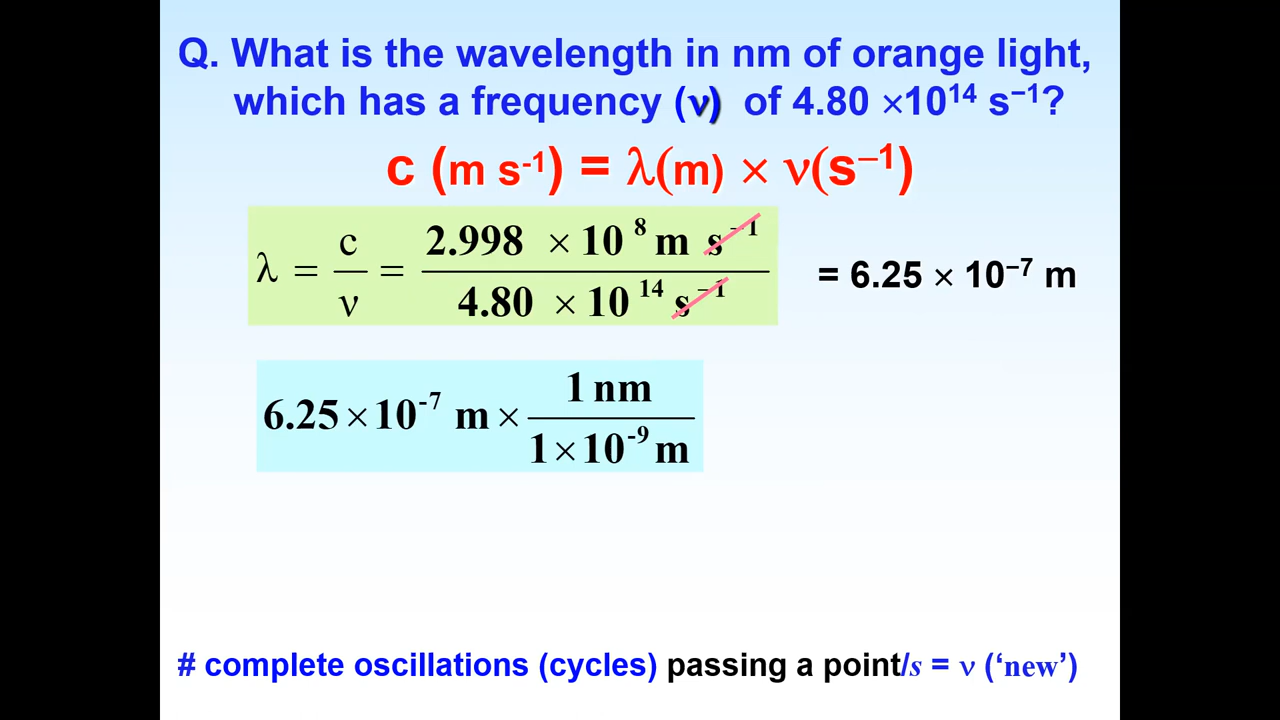 Q. What is the wavelength in nm of orange light,
which has a frequency (ν) of 4.80 ×10¹⁴ s⁻¹?
c (m s⁻¹) = λ(m) × ν(s⁻¹)
λ = c/ν = 2.998 × 10⁸ m s⁻¹ / 4.80 × 10¹⁴ s⁻¹ = 6.25 × 10⁻⁷ m
6.25 × 10⁻⁷ m × 1 nm / 1 × 10⁻⁹ m
# complete oscillations (cycles) passing a point/s = ν (‘new’)